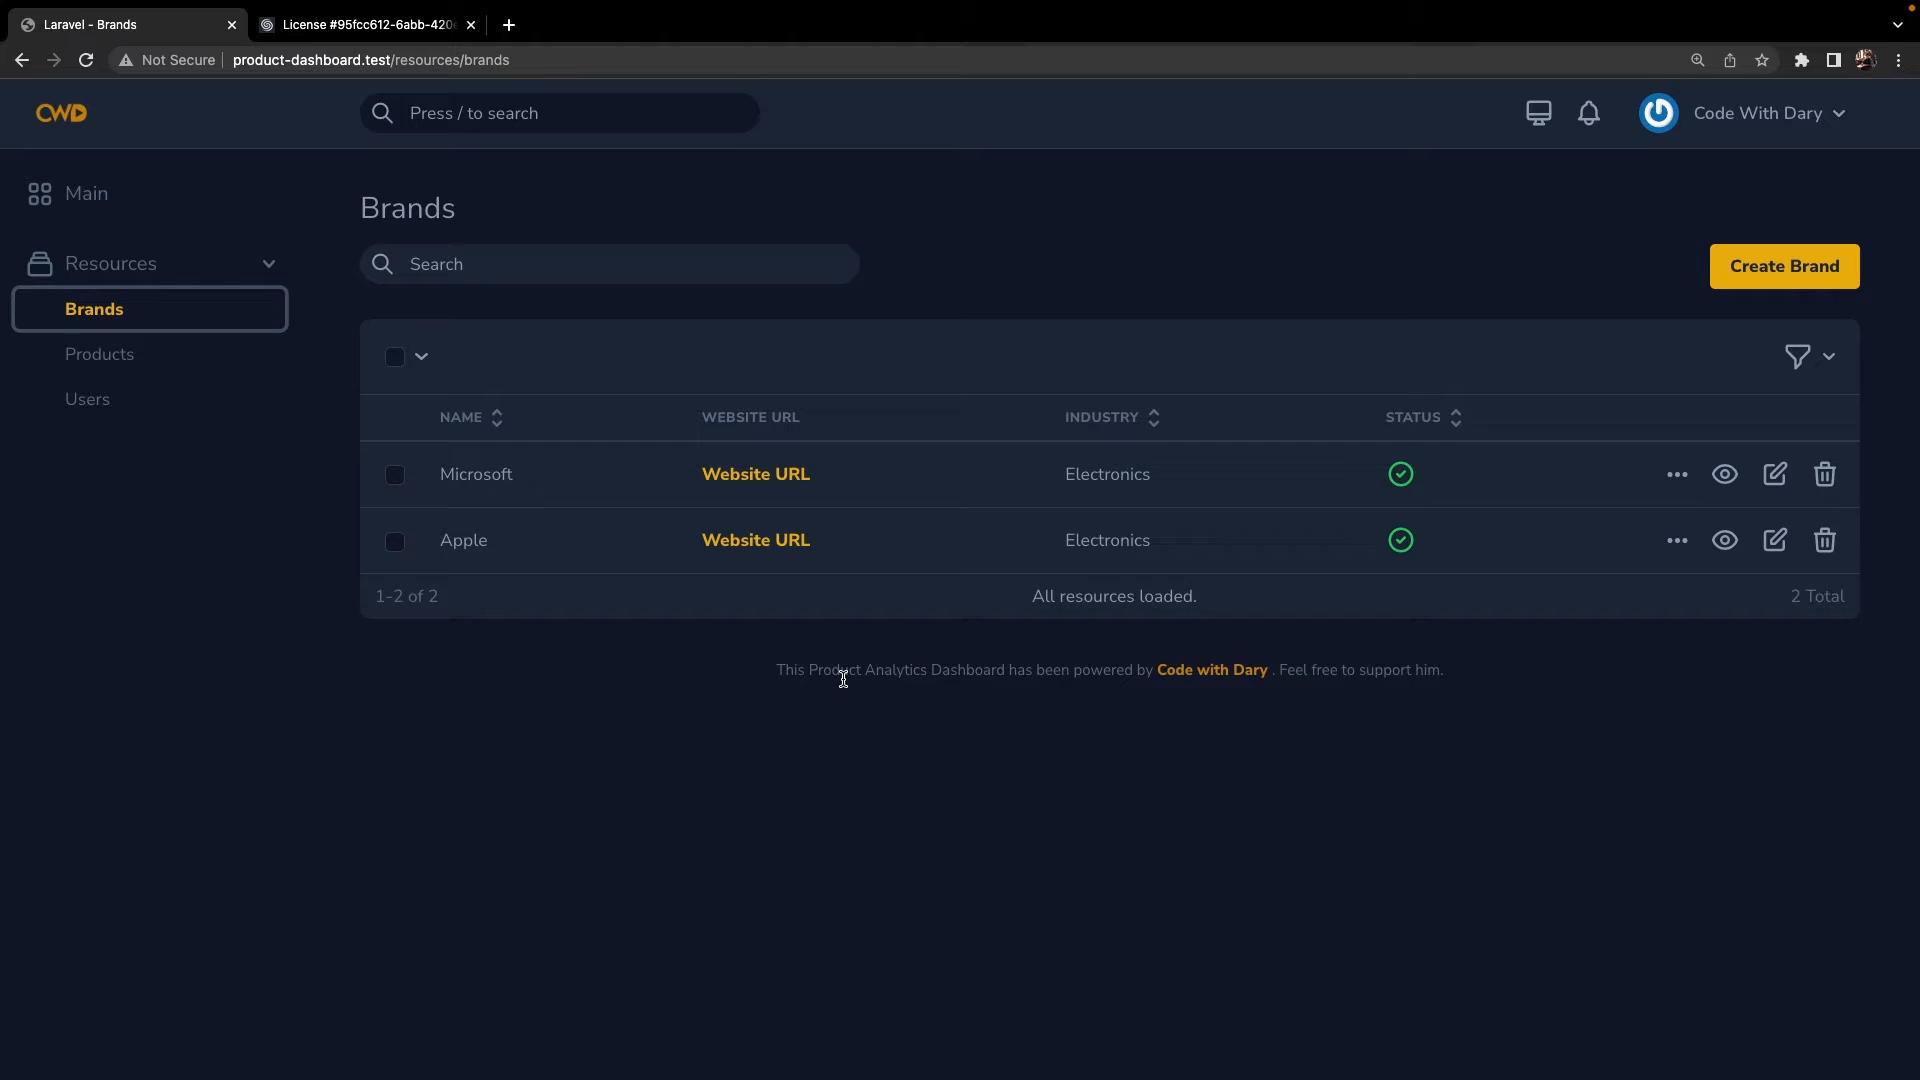 Laravel - Brands
License #95fcc612-6abb-420
Not Secure
product-dashboard.test/resources/brands
CWD
Press / to search
Code With Dary
Main
Resources
Brands
Products
Users
Brands
Search
Create Brand
NAME WEBSITE URL INDUSTRY STATUS
Microsoft Website URL Electronics
Apple Website URL Electronics
1-2 of 2 All resources loaded. 2 Total
This Product Analytics Dashboard has been powered by Code with Dary . Feel free to support him.